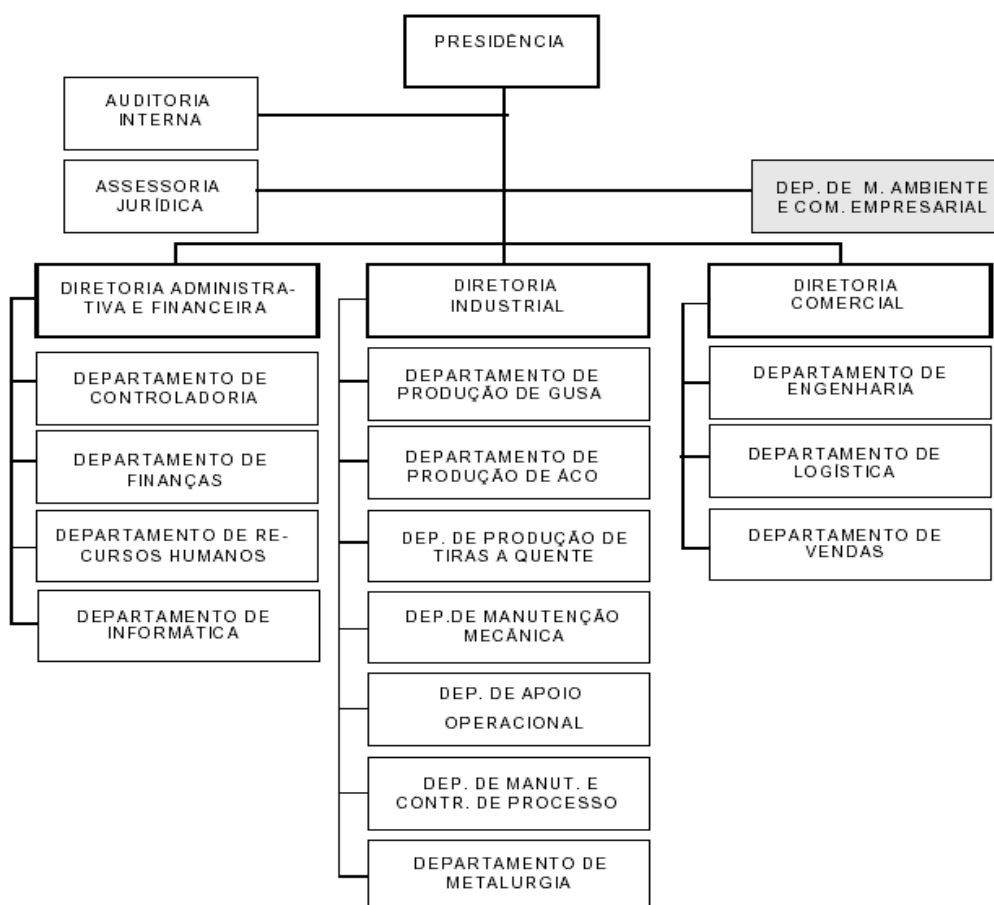 PRESIDÊNCIA
AUDITORIA
INTERNA
ASSESSORIA
JURÍDICA
DEP. DE M. AMBIENTE
E COM. EMPRESARIAL
DIRETORIA ADMINISTRA-
TIVA E FINANCEIRA
DEPARTAMENTO DE
CONTROLADORIA
DEPARTAMENTO DE
FINANÇAS
DEPARTAMENTO DE RE-
CURSOS HUMANOS
DEPARTAMENTO DE
INFORMÁTICA
DIRETORIA
INDUSTRIAL
DEPARTAMENTO DE
PRODUÇÃO DE GUSA
DEPARTAMENTO DE
PRODUÇÃO DE ÁCO
DEP. DE PRODUÇÃO DE
TIRAS A QUENTE
DEP.DE MANUTENÇÃO
MECÂNICA
DEP. DE APOIO
OPERACIONAL
DEP. DE MANUT. E
CONTR. DE PROCESSO
DEPARTAMENTO DE
METALURGIA
DIRETORIA
COMERCIAL
DEPARTAMENTO DE
ENGENHARIA
DEPARTAMENTO DE
LOGÍSTICA
DEPARTAMENTO DE
VENDAS